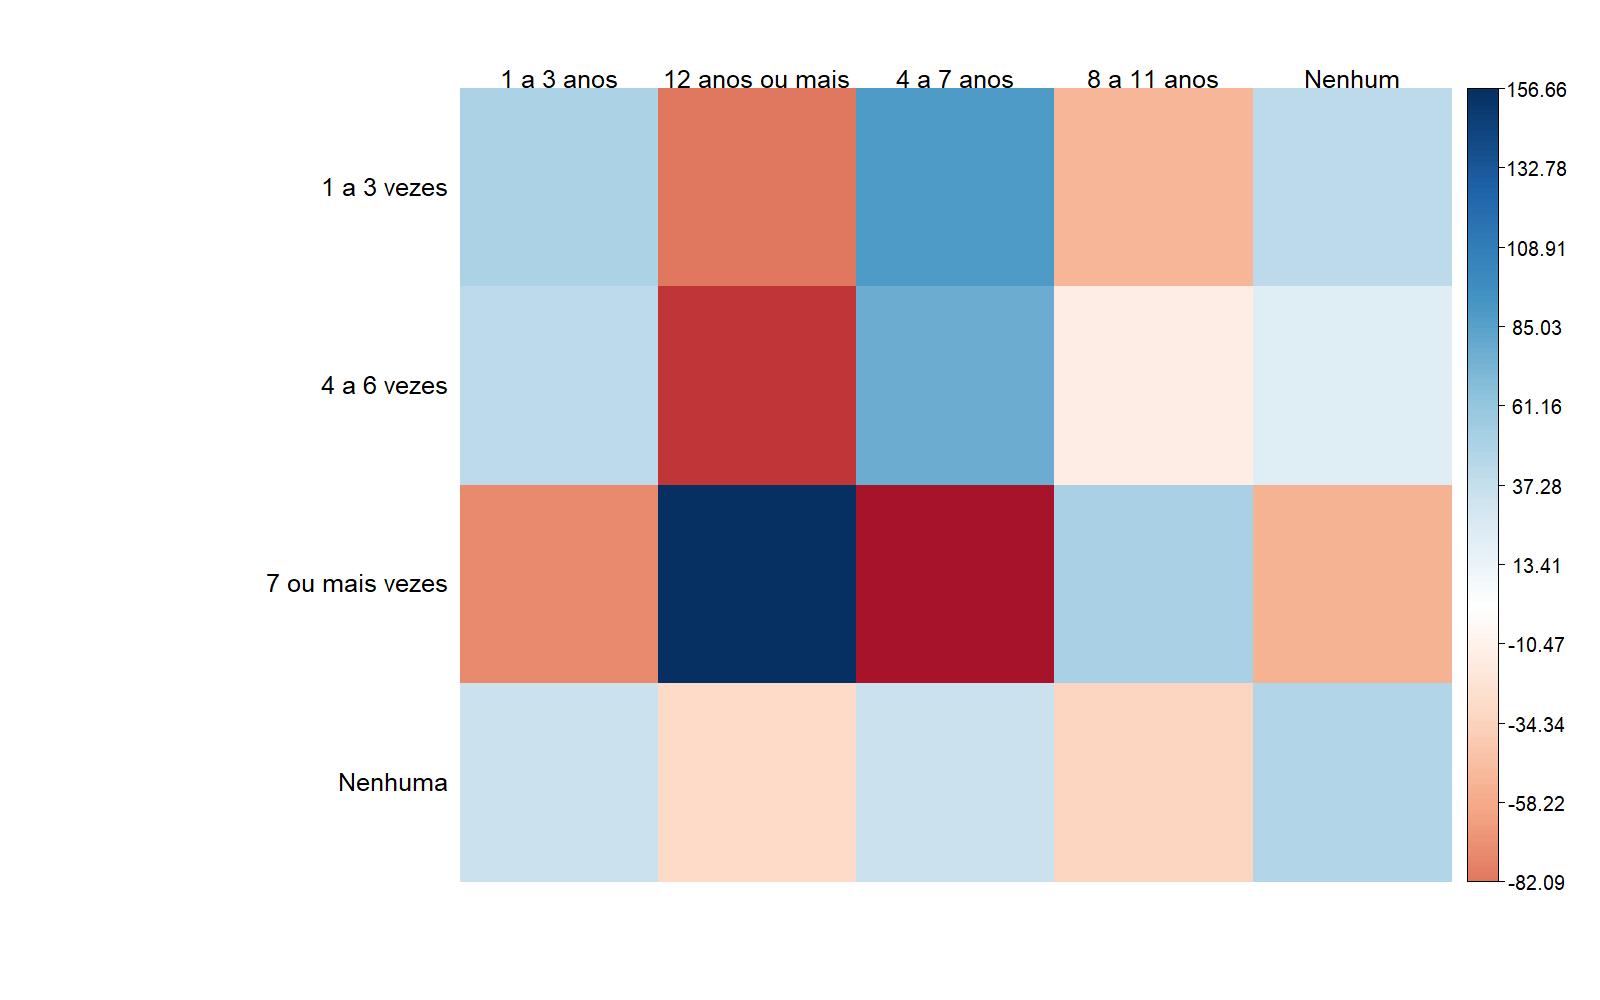 1 a 3 anos
12 anos ou mais
4 a 7 anos
8 a 11 anos
Nenhum
1 a 3 vezes
4 a 6 vezes
7 ou mais vezes
Nenhuma
156.66
132.78
108.91
85.03
61.16
37.28
13.41
-10.47
-34.34
-58.22
-82.09